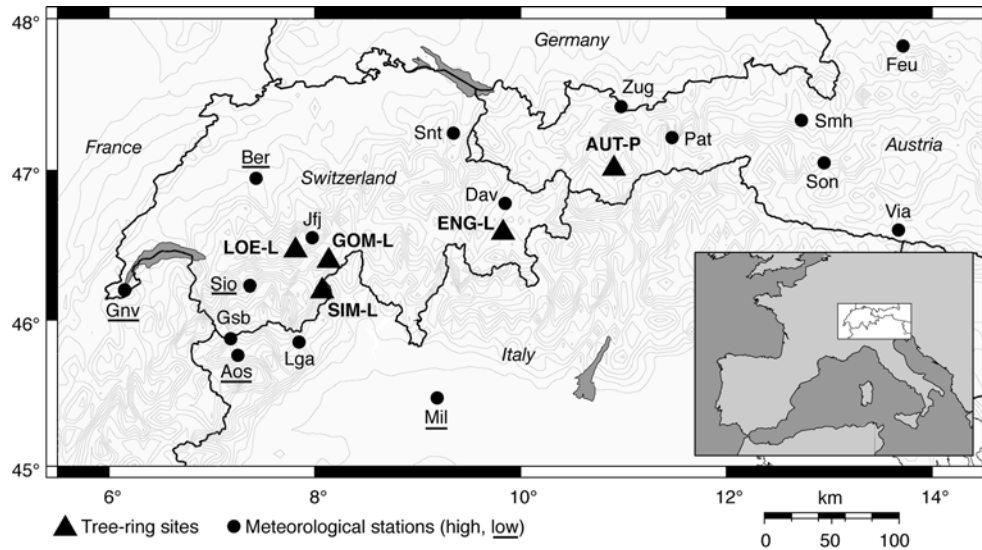 48°
Germany
Feu
Zug
Smh
Snt
Pat
France
AUT-P
Austria
47°
Ber
Switzerland
Son
Dav
Jfj
ENG-L
Via
LOE-L
GOM-L
Sio
Gnv
SIM-L
46°
Gsb
Lga
Italy
Aos
Mil
45°
6°
8°
10°
12°
km
14°
Tree-ring sites
Meteorological stations (high, low)
0
50
100